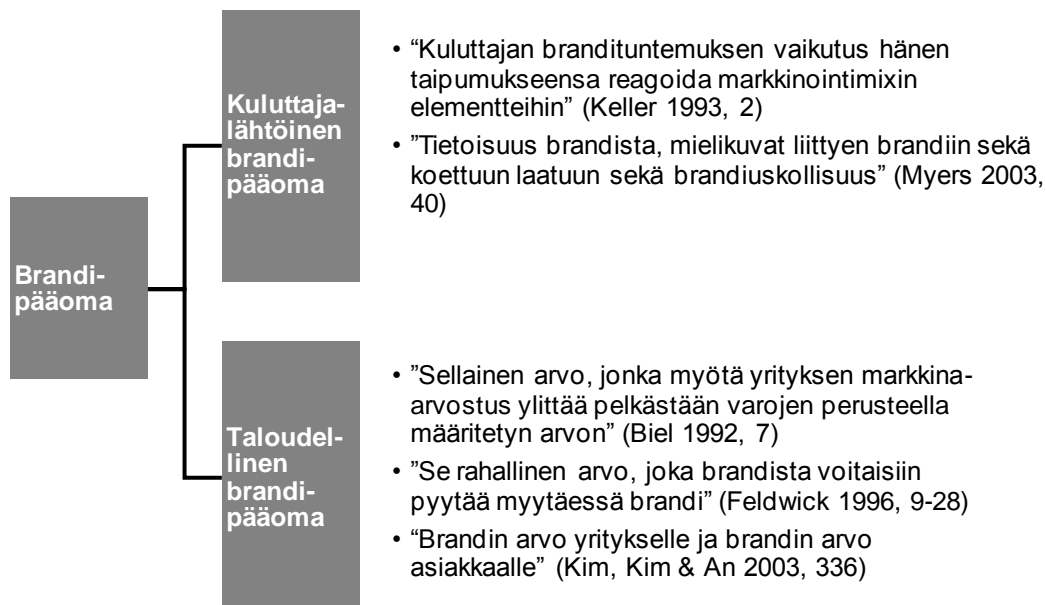 Brandi-
pääoma
Kuluttaja-
lähtöinen
brandi-
pääoma
• “Kuluttajan brandituntemuksen vaikutus hänen
taipumukseensa reagoida markkinointimixin
elementteihin” (Keller 1993, 2)
• ”Tietoisuus brandista, mielikuvat liittyen brandiin sekä
koettuun laatuun sekä brandiuskollisuus” (Myers 2003,
40)
Taloudel-
linen
brandi-
pääoma
• ”Sellainen arvo, jonka myötä yrityksen markkina-
arvostus ylittää pelkästään varojen perusteella
määritetyn arvon” (Biel 1992, 7)
• ”Se rahallinen arvo, joka brandista voitaisiin
pyytää myytäessä brandi” (Feldwick 1996, 9-28)
• “Brandin arvo yritykselle ja brandin arvo
asiakkaalle” (Kim, Kim & An 2003, 336)